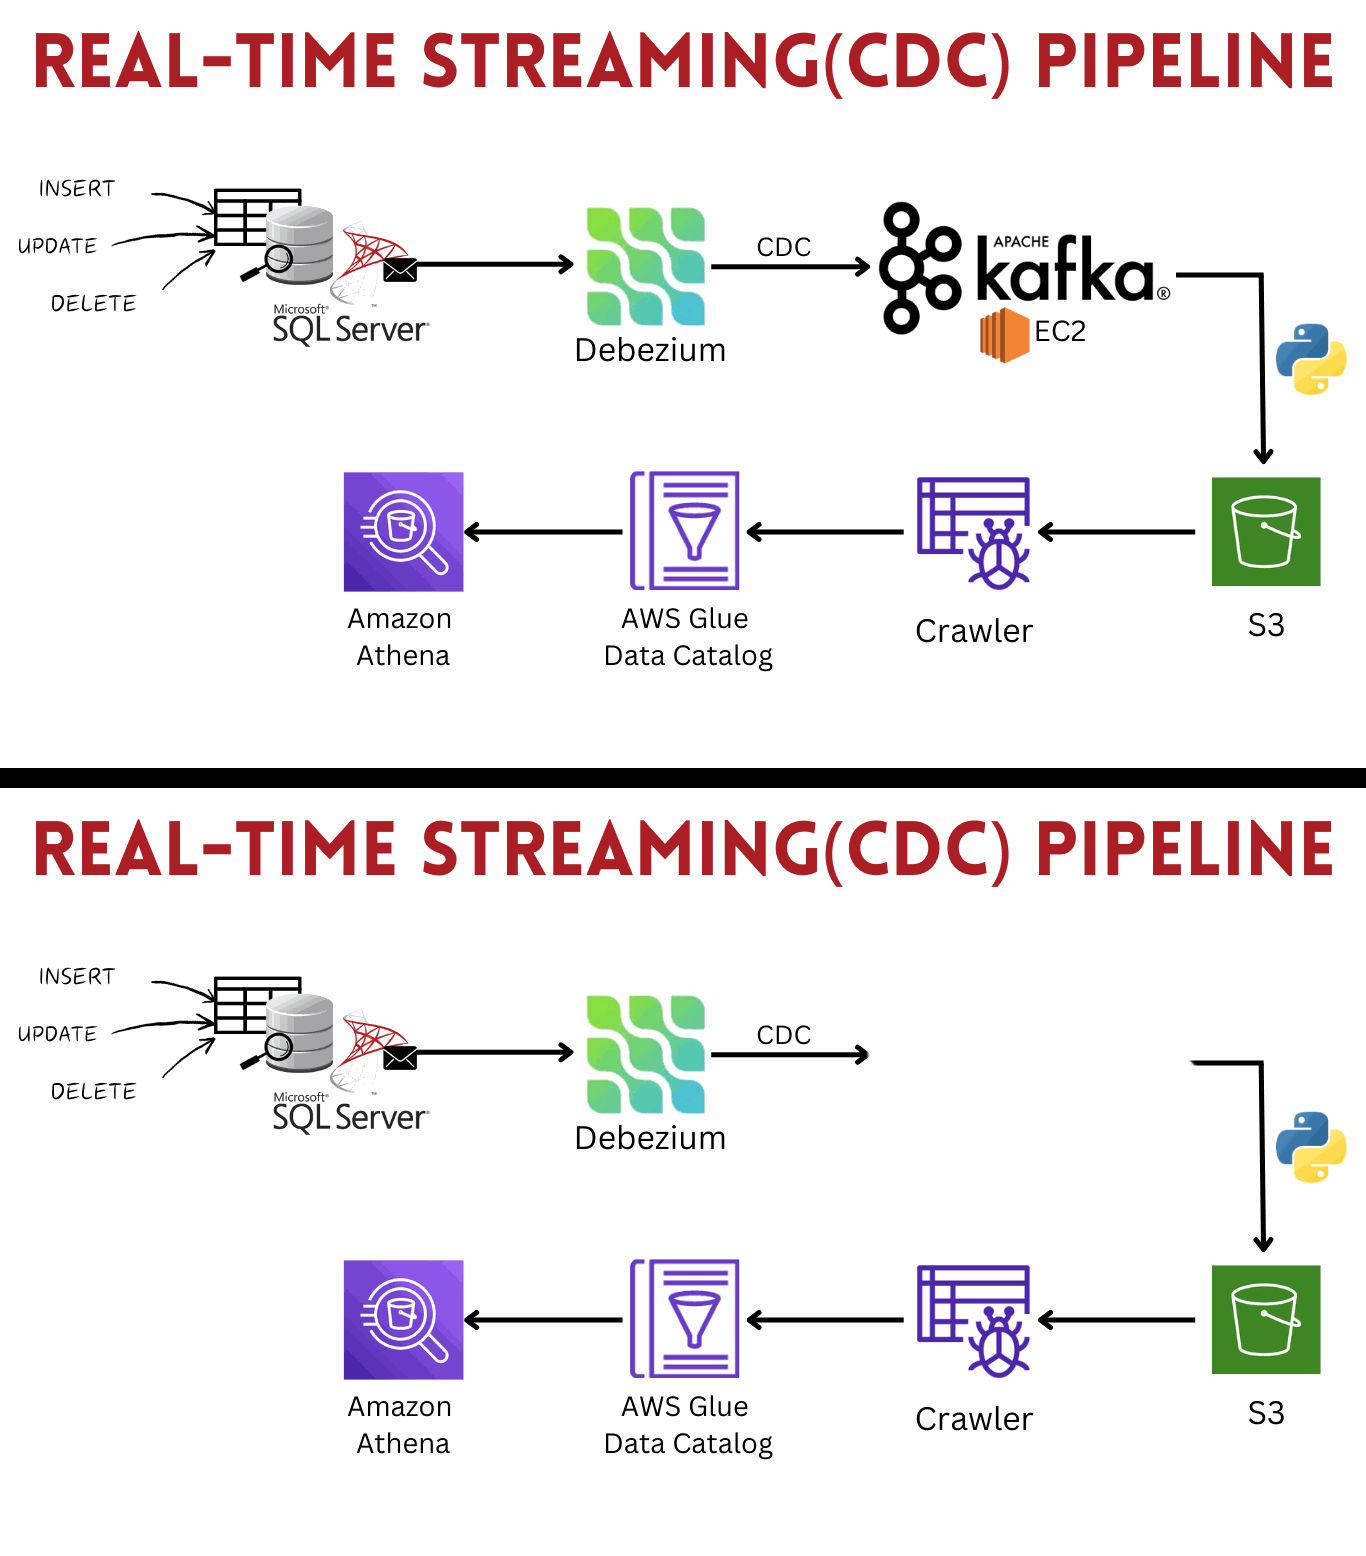 REAL-TIME STREAMING(CDC) PIPELINE
INSERT
UPDATE
DELETE
Microsoft®
SQL Server™
Debezium
CDC
APACHE
kafka®
EC2
Amazon
Athena
AWS Glue
Data Catalog
Crawler
S3
REAL-TIME STREAMING(CDC) PIPELINE
INSERT
UPDATE
DELETE
Microsoft®
SQL Server™
Debezium
CDC
Amazon
Athena
AWS Glue
Data Catalog
Crawler
S3